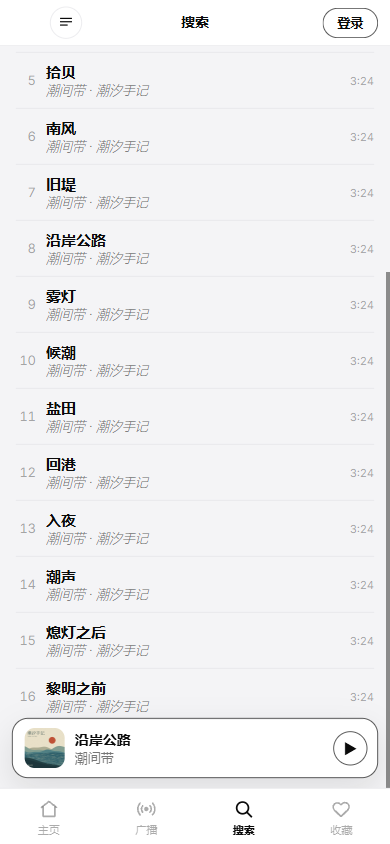 搜索
登录
5 拾贝 3:24
潮间带 · 潮汐手记
6 南风 3:24
潮间带 · 潮汐手记
7 旧堤 3:24
潮间带 · 潮汐手记
8 沿岸公路 3:24
潮间带 · 潮汐手记
9 雾灯 3:24
潮间带 · 潮汐手记
10 候潮 3:24
潮间带 · 潮汐手记
11 盐田 3:24
潮间带 · 潮汐手记
12 回港 3:24
潮间带 · 潮汐手记
13 入夜 3:24
潮间带 · 潮汐手记
14 潮声 3:24
潮间带 · 潮汐手记
15 熄灯之后 3:24
潮间带 · 潮汐手记
16 黎明之前 3:24
潮间带 · 潮汐手记
沿岸公路
潮间带
主页 广播 搜索 收藏